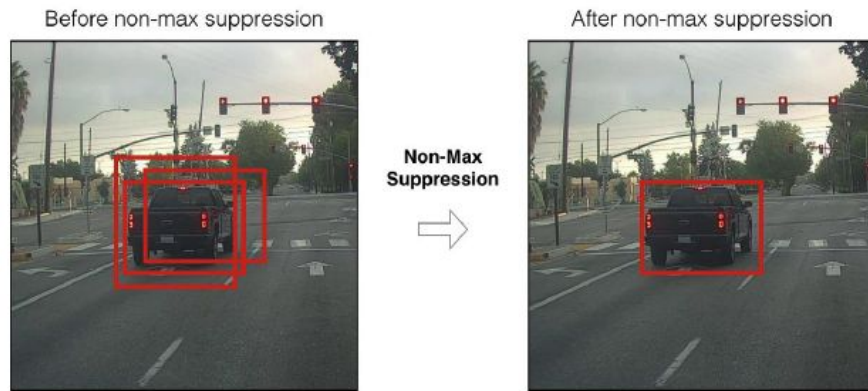 Before non-max suppression
After non-max suppression
Non-Max
Suppression